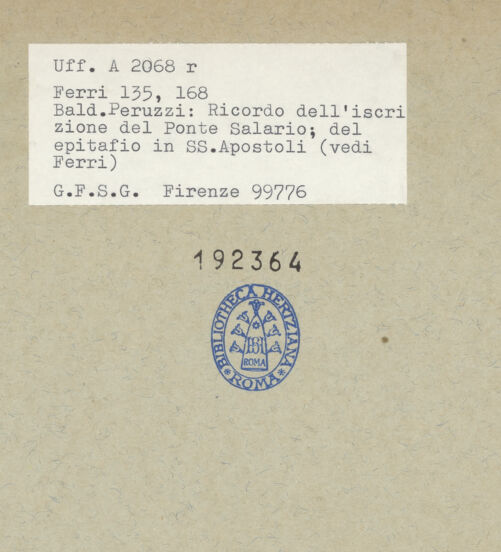 Uff. A 2068 r
Ferri 135, 168
Bald.Peruzzi: Ricordo dell'iscri
zione del Ponte Salario; del
epitafio in SS.Apostoli (vedi
Ferri)
G.F.S.G. Firenze 99776
192364
BIBLIOTHECA HERTZIANA
BH
ROMA
* ROMA *